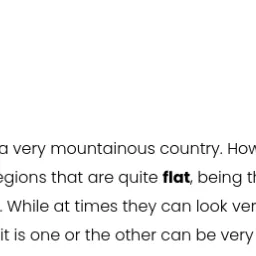 a very mountainous country. How
egions that are quite flat, being th
. While at times they can look ver
it is one or the other can be very